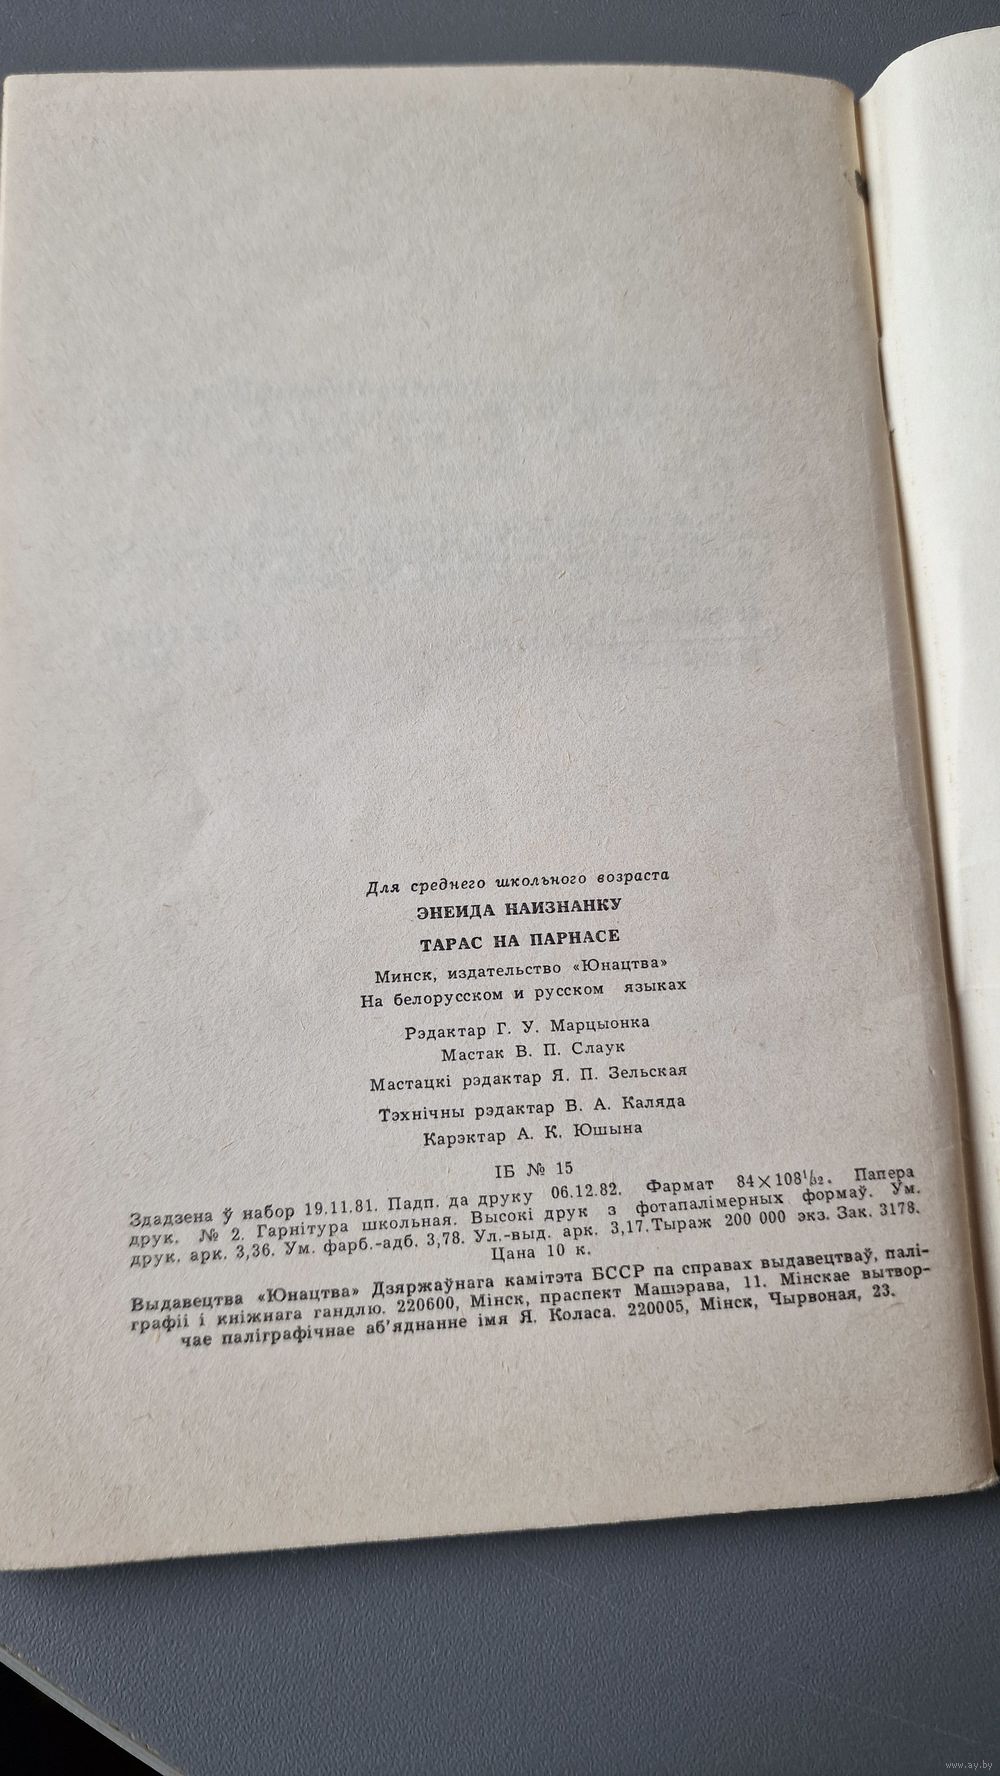 Для среднего школьного возраста
ЭНЕИДА НАИЗНАНКУ
ТАРАС НА ПАРНАСЕ
Минск, издательство «Юнацтва»
На белорусском и русском языках
Рэдактар Г. У. Марцыонка
Мастак В. П. Слаук
Мастацкі рэдактар Я. П. Зельская
Тэхнічны рэдактар В. А. Каляда
Карэктар А. К. Юшына
ІБ № 15
Здадзена ў набор 19.11.81. Падп. да друку 06.12.82. Фармат 84×108¹/₃₂. Папера
друк. № 2. Гарнітура школьная. Высокі друк з фотапалімерных формаў. Ум.
друк. арк. 3,36. Ум. фарб.-адб. 3,78. Ул.-выд. арк. 3,17.Тыраж 200 000 экз. Зак. 3178.
Цана 10 к.
Выдавецтва «Юнацтва» Дзяржаўнага камітэта БССР па справах выдавецтваў, палі-
графіі і кніжнага гандлю. 220600, Мінск, праспект Машэрава, 11. Мінскае вытвор-
чае паліграфічнае аб'яднанне імя Я. Коласа. 220005, Мінск, Чырвоная, 23.
www.ay.by